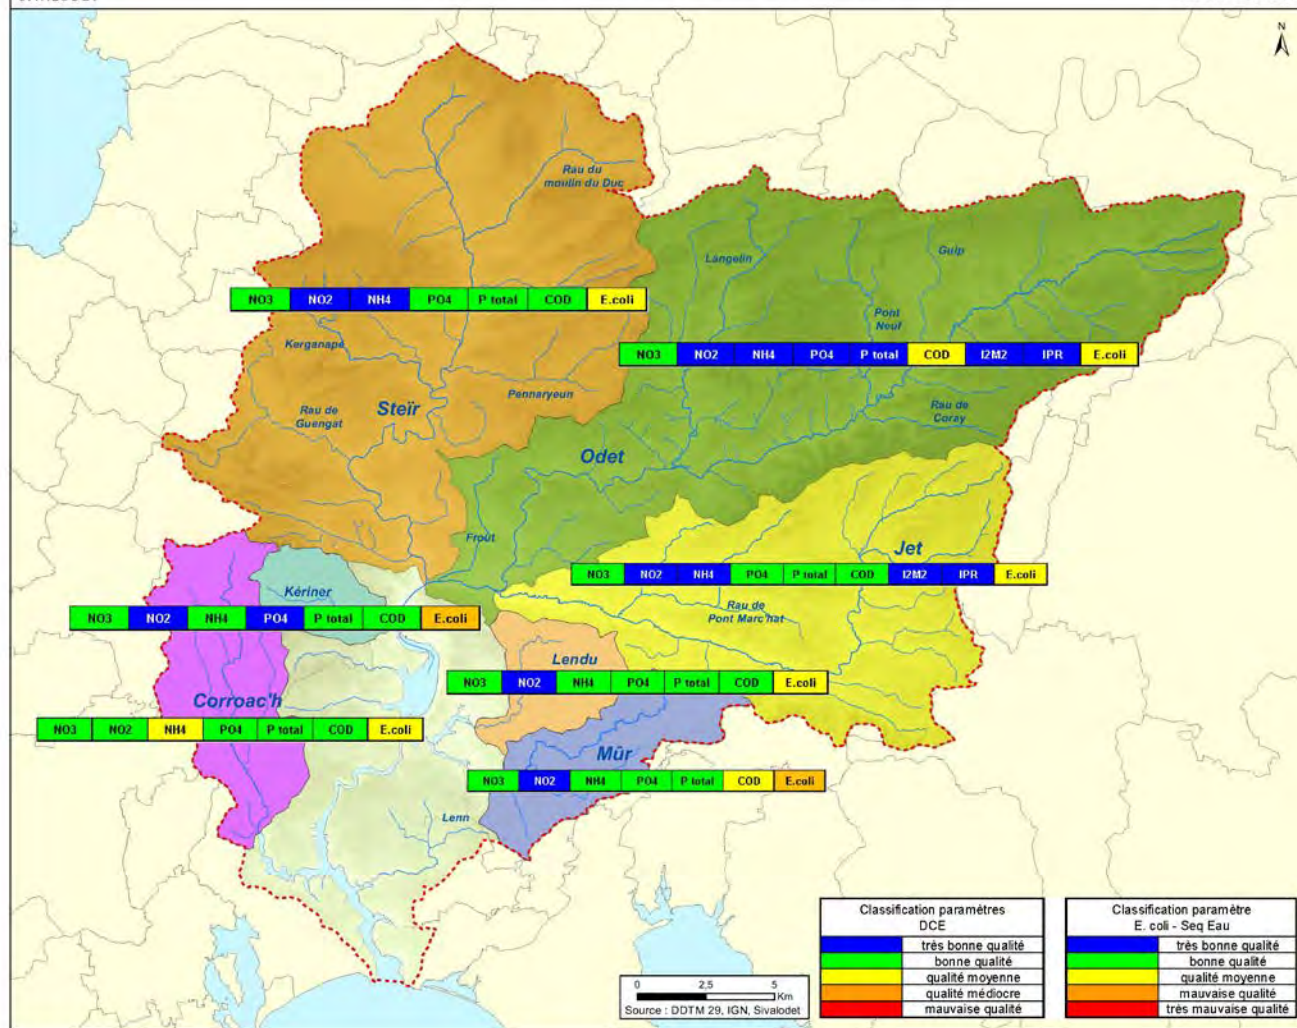 N
Rau du
moulin du Duc
Langelin
Guip
NO3 NO2 NH4 PO4 P total COD E.coli
Pont
Neuf
Kerganapé
NO3 NO2 NH4 PO4 P total COD I2M2 IPR E.coli
Pennaryeun
Steïr
Rau de
Guengat
Rau de
Coray
Odet
Frout
Jet
NO3 NO2 NH4 PO4 P total COD I2M2 IPR E.coli
Kériner
Rau de
Pont Marc'hat
NO3 NO2 NH4 PO4 P total COD E.coli
Lendu
NO3 NO2 NH4 PO4 P total COD E.coli
Corroac'h
NO3 NO2 NH4 PO4 P total COD E.coli
Mûr
NO3 NO2 NH4 PO4 P total COD E.coli
Lenn
Classification paramètres
DCE
très bonne qualité
bonne qualité
qualité moyenne
qualité médiocre
mauvaise qualité
Classification paramètre
E. coli - Seq Eau
très bonne qualité
bonne qualité
qualité moyenne
mauvaise qualité
très mauvaise qualité
0 2,5 5
Km
Source : DDTM 29, IGN, Sivalodet